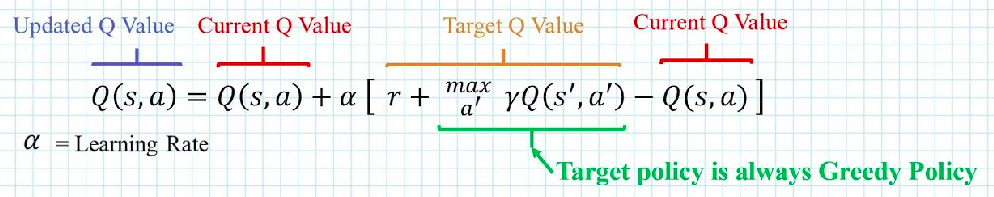 Updated Q Value Current Q Value Target Q Value Current Q Value
Q(s, a) = Q(s, a) + α [ r + max a' γQ(s', a') − Q(s, a) ]
α = Learning Rate
Target policy is always Greedy Policy